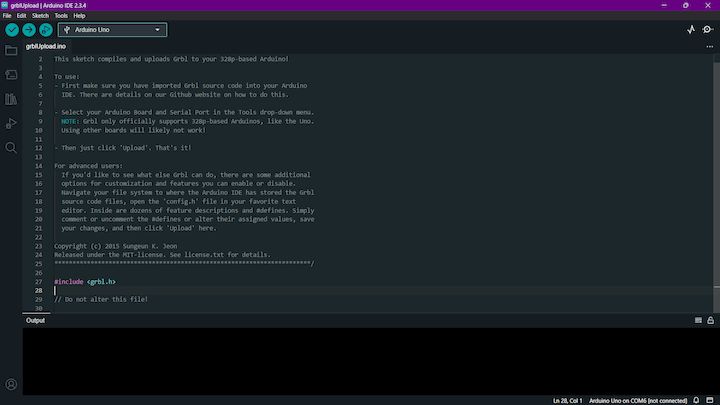 grblUpload | Arduino IDE 2.3.4
File Edit Sketch Tools Help
Arduino Uno
grblUpload.ino
2 This sketch compiles and uploads Grbl to your 328p-based Arduino!
3
4 To use:
5 - First make sure you have imported Grbl source code into your Arduino
6 IDE. There are details on our Github website on how to do this.
7
8 - Select your Arduino Board and Serial Port in the Tools drop-down menu.
9 NOTE: Grbl only officially supports 328p-based Arduinos, like the Uno.
10 Using other boards will likely not work!
11
12 - Then just click 'Upload'. That's it!
13
14 For advanced users:
15 If you'd like to see what else Grbl can do, there are some additional
16 options for customization and features you can enable or disable.
17 Navigate your file system to where the Arduino IDE has stored the Grbl
18 source code files, open the 'config.h' file in your favorite text
19 editor. Inside are dozens of feature descriptions and #defines. Simply
20 comment or uncomment the #defines or alter their assigned values, save
21 your changes, and then click 'Upload' here.
22
23 Copyright (c) 2015 Sungeun K. Jeon
24 Released under the MIT-license. See license.txt for details.
25 ***********************************************************************/
26
27 #include <grbl.h>
28
29 // Do not alter this file!
30
Output
Ln 28, Col 1 Arduino Uno on COM6 [not connected]